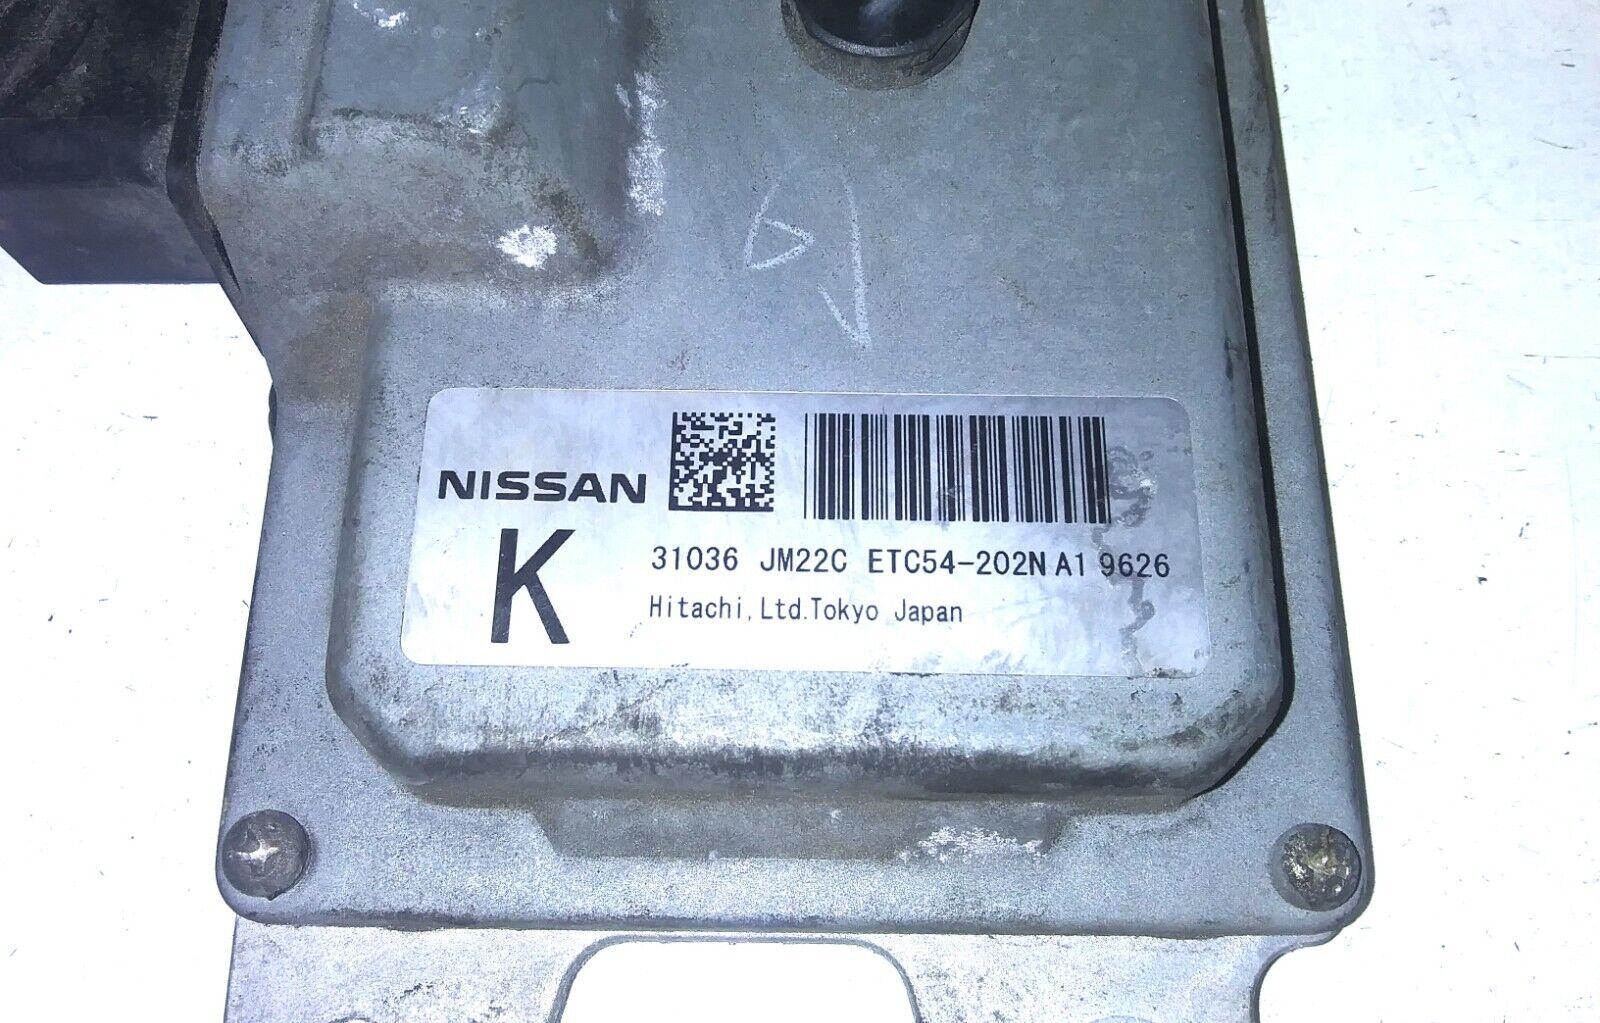 NISSAN
K
31036 JM22C ETC54-202N A1 9626
Hitachi, Ltd. Tokyo Japan